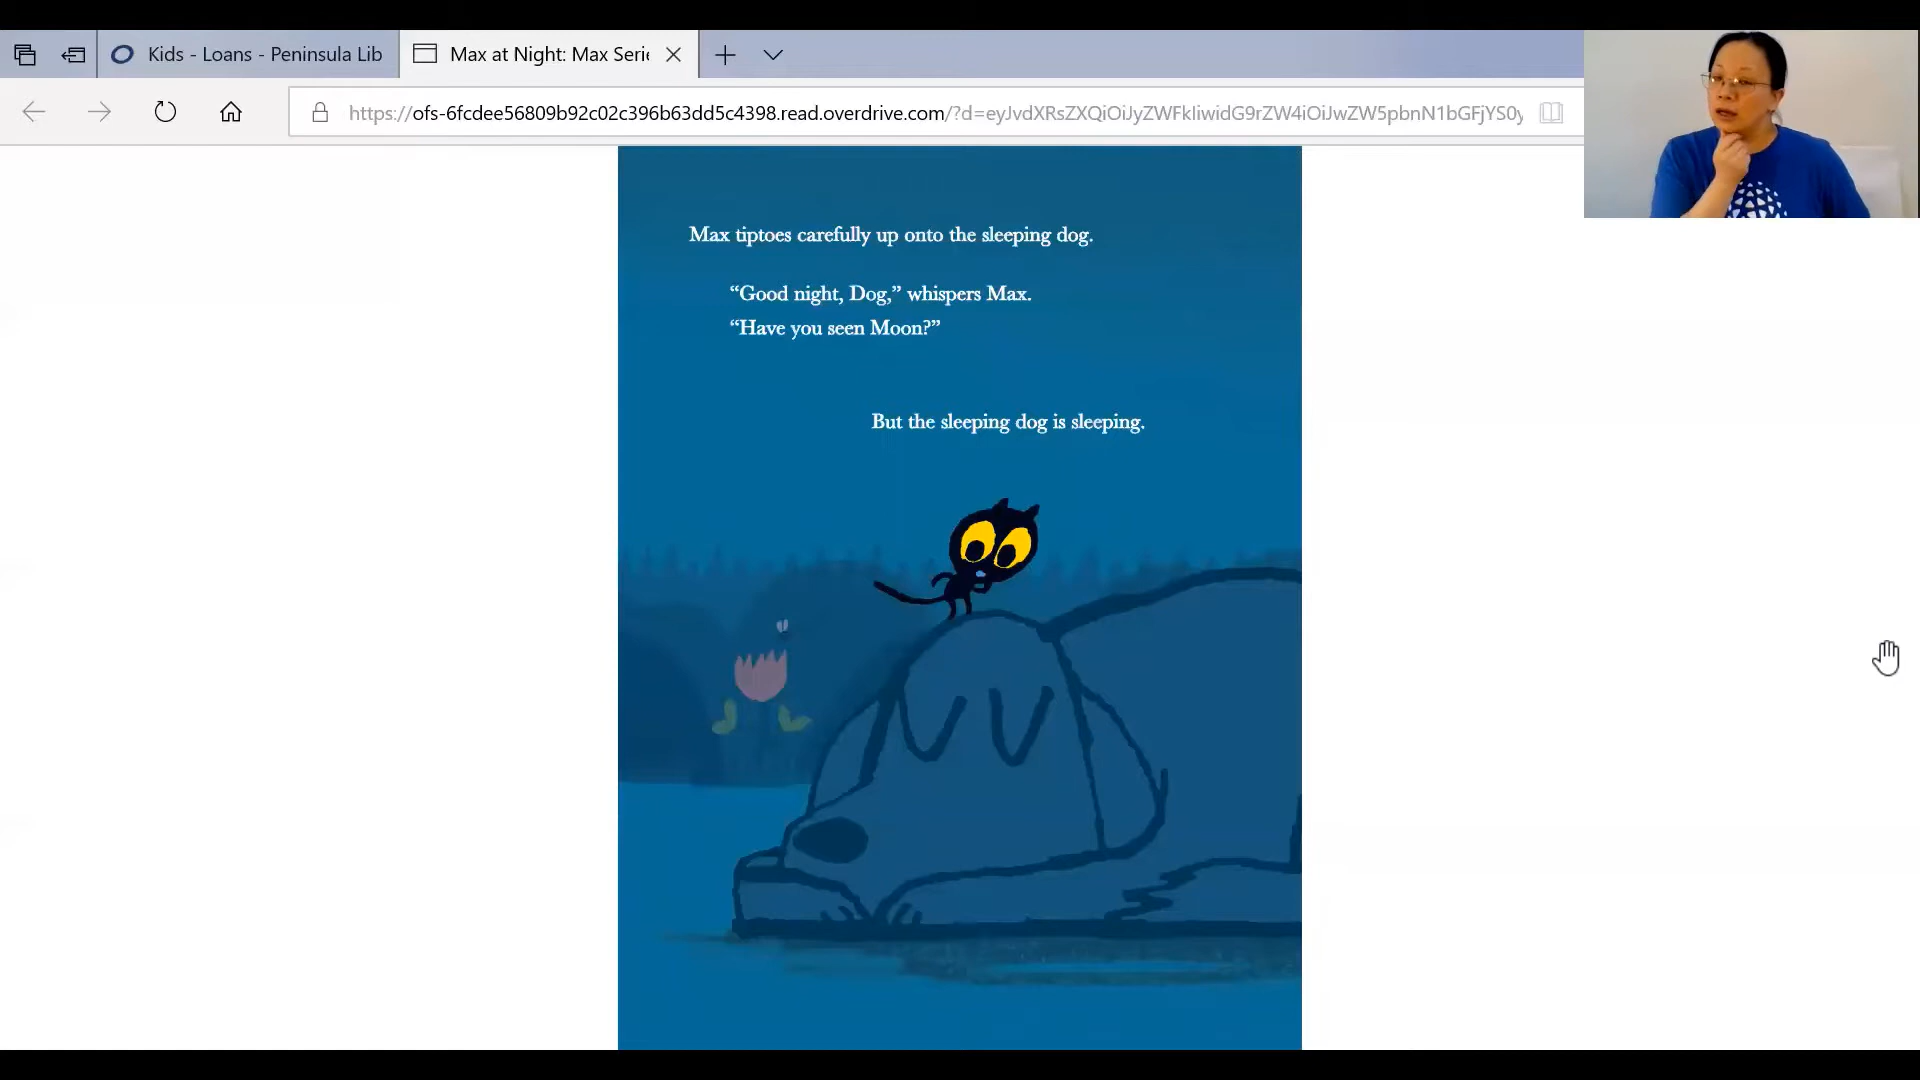 Kids - Loans - Peninsula Lib
Max at Night: Max Serie
https://ofs-6fcdee56809b92c02c396b63dd5c4398.read.overdrive.com/?d=eyJvdXRsZXQiOiJyZWFkIiwidG9rZW4iOiJwZW5pbnN1bGFjYS0y
Max tiptoes carefully up onto the sleeping dog.
“Good night, Dog,” whispers Max.
“Have you seen Moon?”
But the sleeping dog is sleeping.